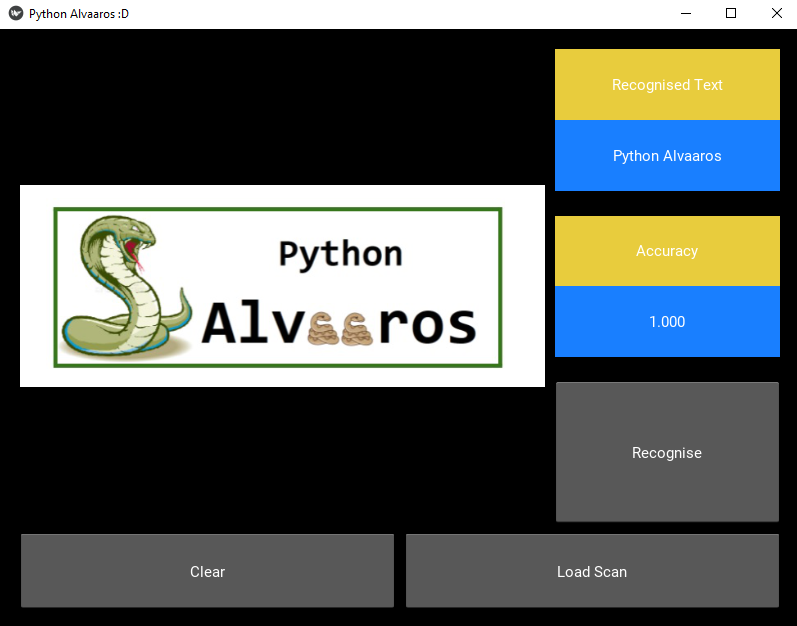 Python Alvaaros :D
Recognised Text
Python Alvaaros
Python
Alvaaros
Accuracy
1.000
Recognise
Clear
Load Scan